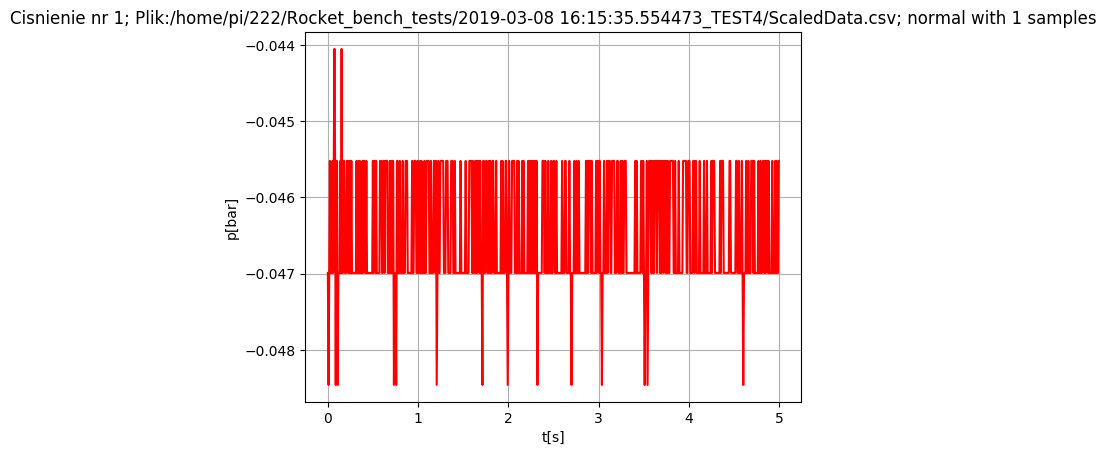 Cisnienie nr 1; Plik:/home/pi/222/Rocket_bench_tests/2019-03-08 16:15:35.554473_TEST4/ScaledData.csv; normal with 1 samples
−0.044
−0.045
−0.046
−0.047
−0.048
p[bar]
0 1 2 3 4 5
t[s]